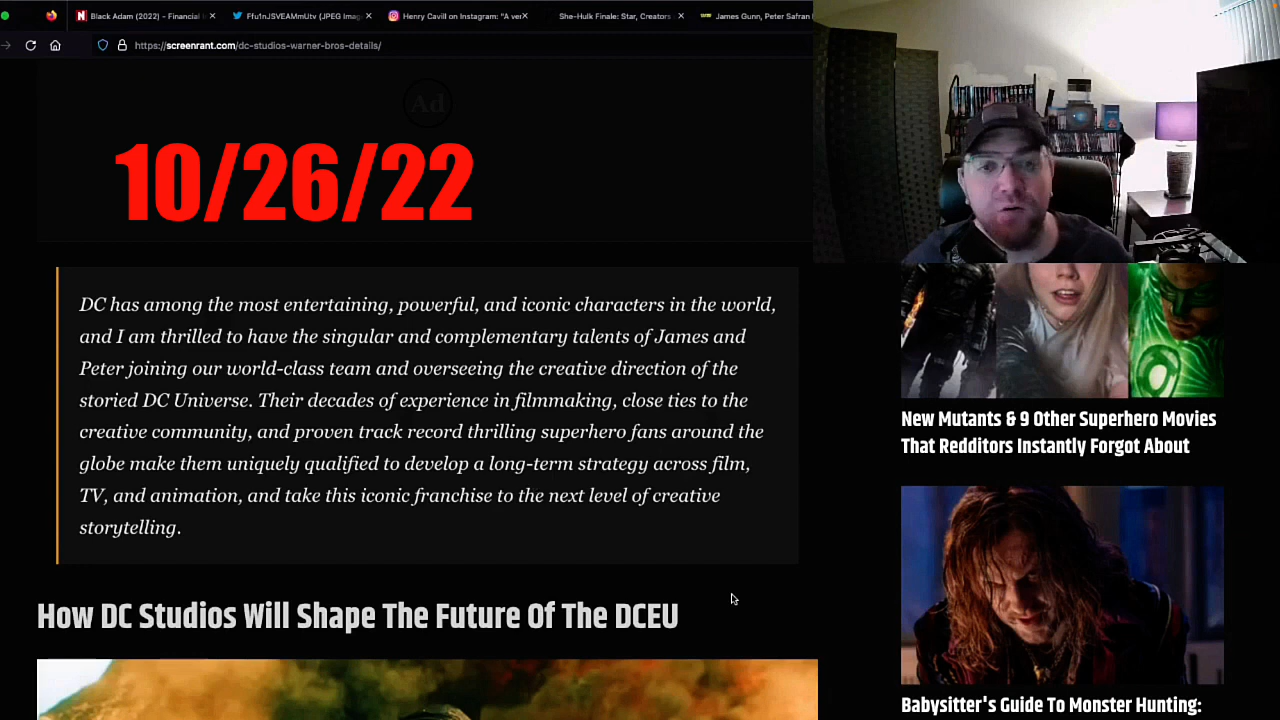 Black Adam (2022) - Financial I
Ffu1nJSVEAMmUtv (JPEG Imag
Henry Cavill on Instagram: "A ver
She-Hulk Finale: Star, Creators
James Gunn, Peter Safran
https://screenrant.com/dc-studios-warner-bros-details/
Ad
10/26/22
DC has among the most entertaining, powerful, and iconic characters in the world,
and I am thrilled to have the singular and complementary talents of James and
Peter joining our world-class team and overseeing the creative direction of the
storied DC Universe. Their decades of experience in filmmaking, close ties to the
creative community, and proven track record thrilling superhero fans around the
globe make them uniquely qualified to develop a long-term strategy across film,
TV, and animation, and take this iconic franchise to the next level of creative
storytelling.
How DC Studios Will Shape The Future Of The DCEU
New Mutants & 9 Other Superhero Movies
That Redditors Instantly Forgot About
Babysitter's Guide To Monster Hunting: